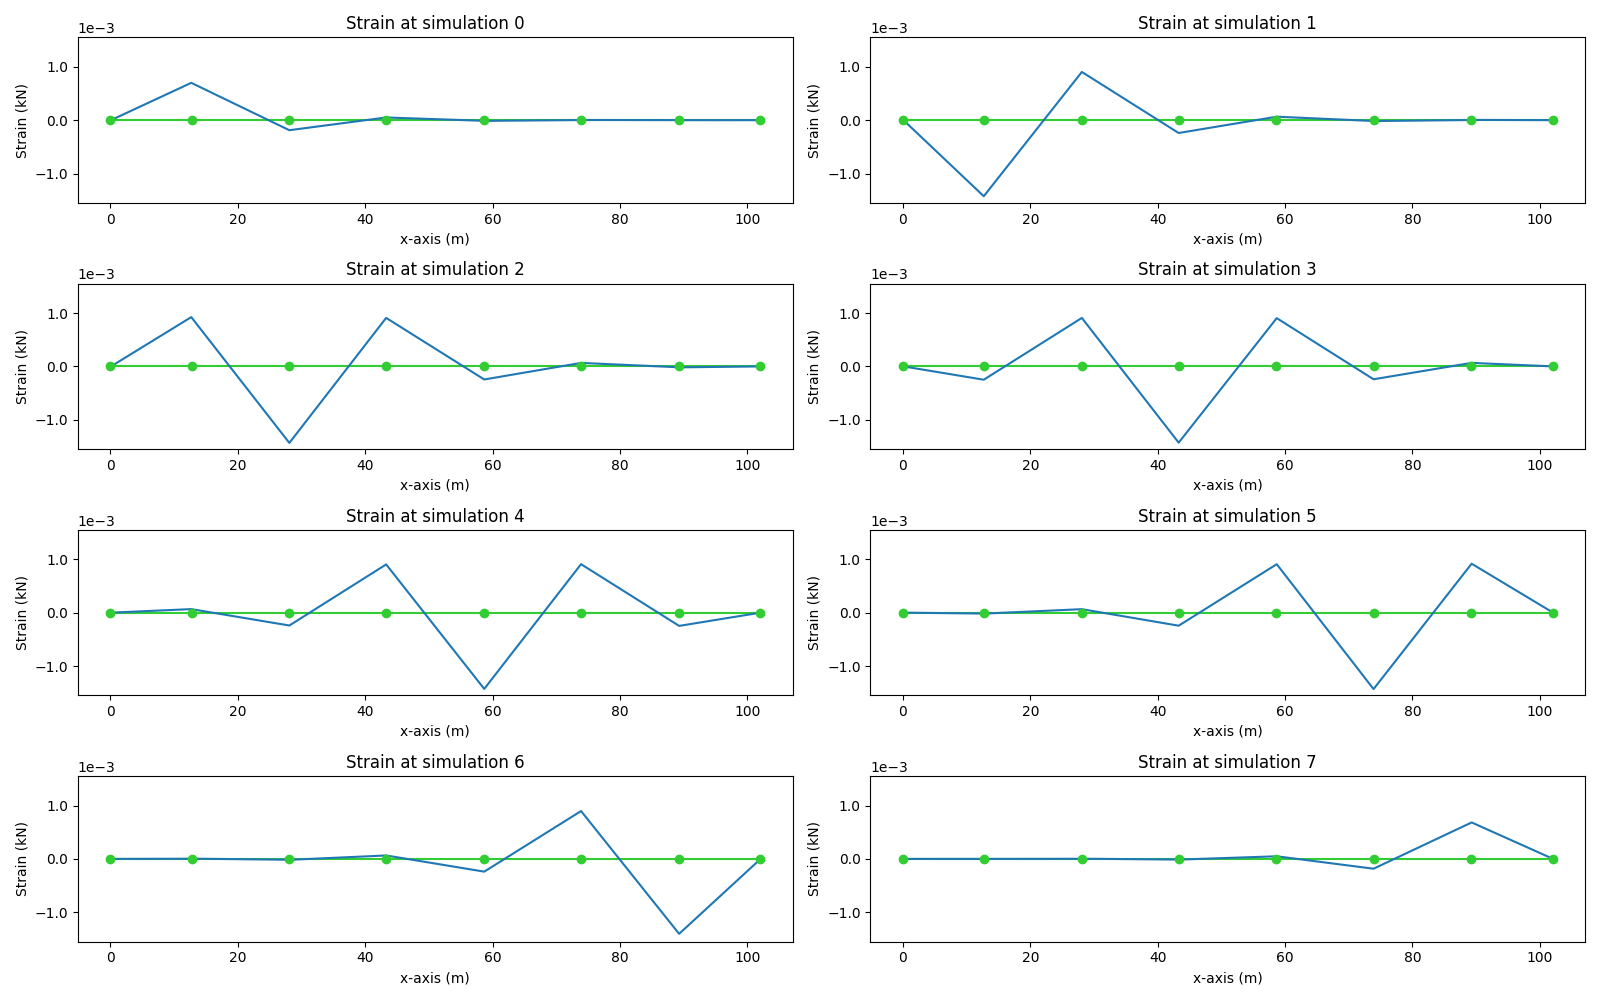 Strain at simulation 0
1e−3
Strain (kN)
1.0
0.0
−1.0
0 20 40 60 80 100
x-axis (m)
Strain at simulation 1
1e−3
Strain (kN)
1.0
0.0
−1.0
0 20 40 60 80 100
x-axis (m)
Strain at simulation 2
1e−3
Strain (kN)
1.0
0.0
−1.0
0 20 40 60 80 100
x-axis (m)
Strain at simulation 3
1e−3
Strain (kN)
1.0
0.0
−1.0
0 20 40 60 80 100
x-axis (m)
Strain at simulation 4
1e−3
Strain (kN)
1.0
0.0
−1.0
0 20 40 60 80 100
x-axis (m)
Strain at simulation 5
1e−3
Strain (kN)
1.0
0.0
−1.0
0 20 40 60 80 100
x-axis (m)
Strain at simulation 6
1e−3
Strain (kN)
1.0
0.0
−1.0
0 20 40 60 80 100
x-axis (m)
Strain at simulation 7
1e−3
Strain (kN)
1.0
0.0
−1.0
0 20 40 60 80 100
x-axis (m)